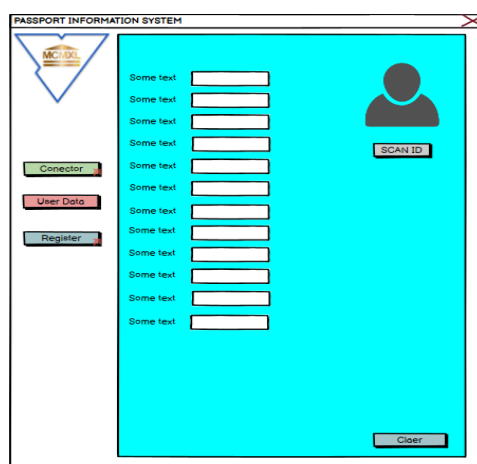 PASSPORT INFORMATION SYSTEM
MCMXL
Conector
User Data
Register
Some text
Some text
Some text
Some text
Some text
Some text
Some text
Some text
Some text
Some text
Some text
Some text
SCAN ID
Claer